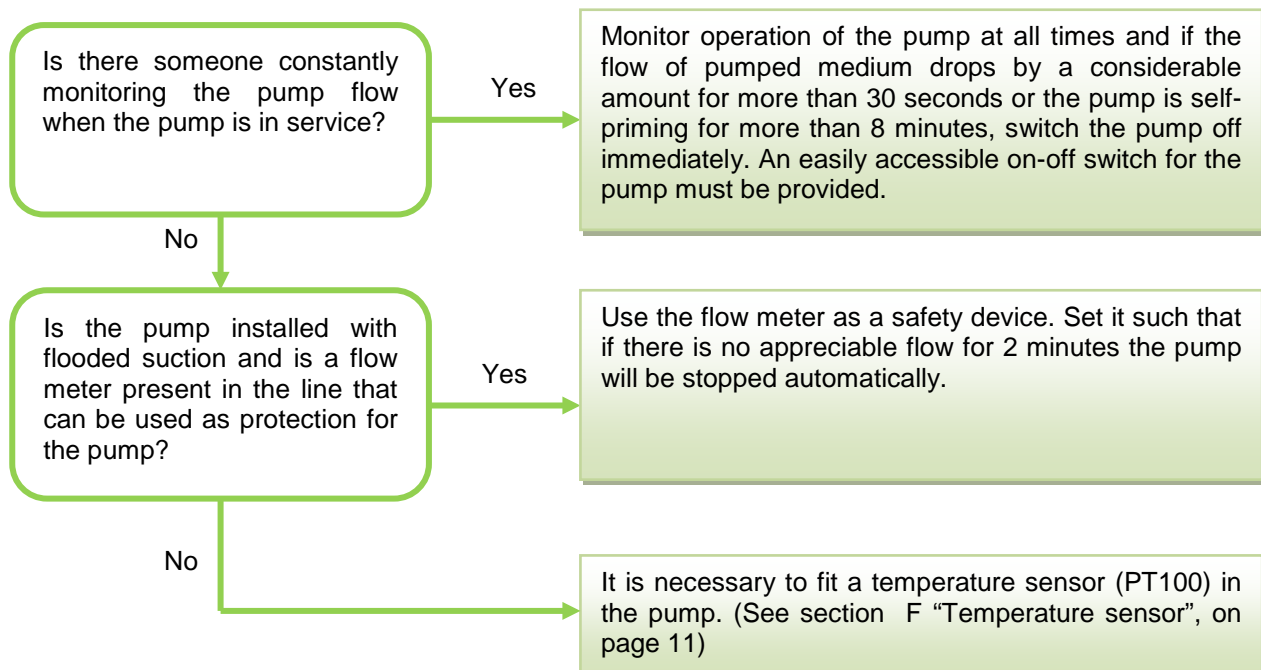 Is there someone constantly
monitoring the pump flow
when the pump is in service?
Yes
Monitor operation of the pump at all times and if the
flow of pumped medium drops by a considerable
amount for more than 30 seconds or the pump is self-
priming for more than 8 minutes, switch the pump off
immediately. An easily accessible on-off switch for the
pump must be provided.
No
Is the pump installed with
flooded suction and is a flow
meter present in the line that
can be used as protection for
the pump?
Yes
Use the flow meter as a safety device. Set it such that
if there is no appreciable flow for 2 minutes the pump
will be stopped automatically.
No
It is necessary to fit a temperature sensor (PT100) in
the pump. (See section F “Temperature sensor”, on
page 11)